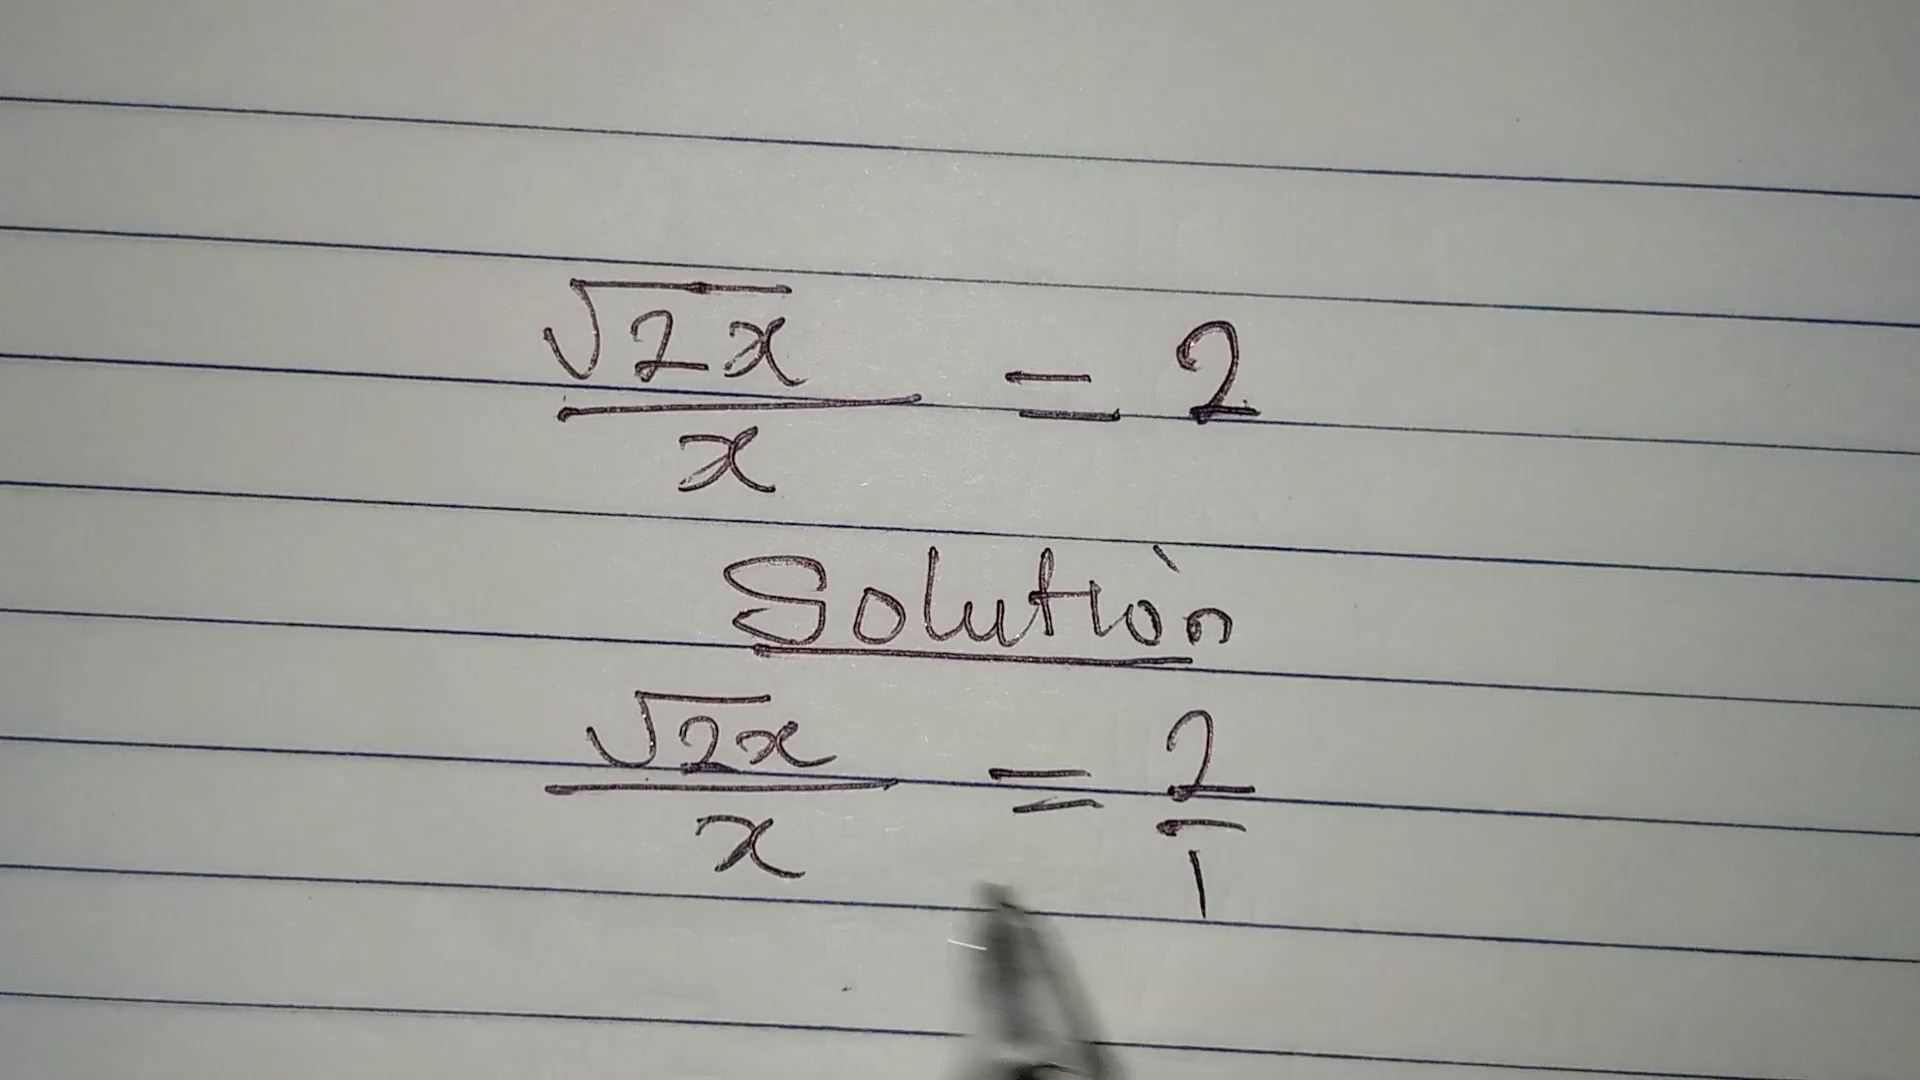 √2x/x = 2
Solution
√2x/x = 2/1